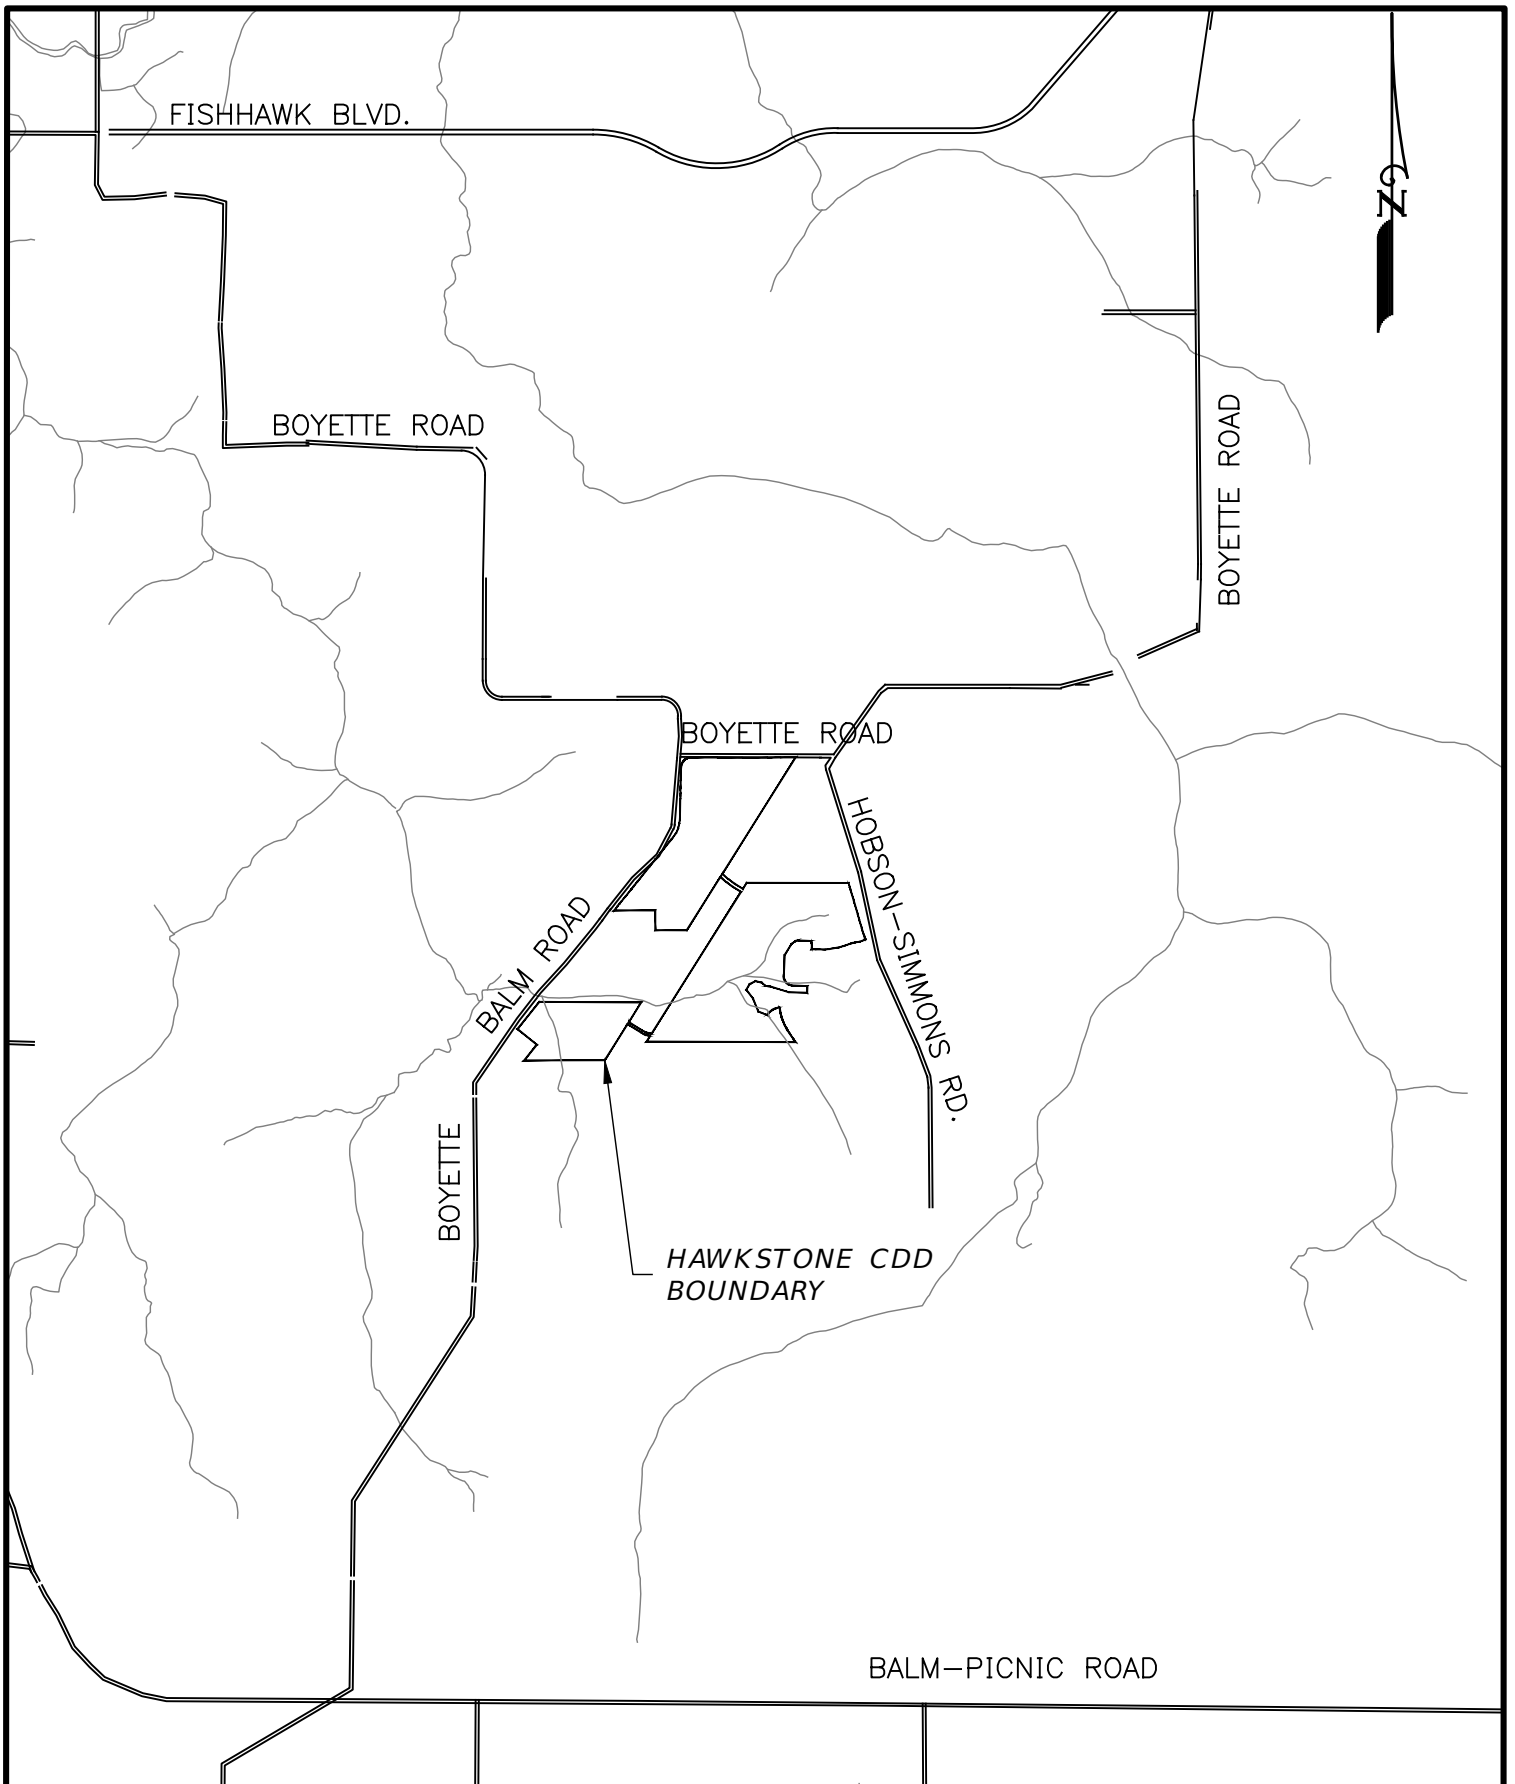 FISHHAWK BLVD.
N
BOYETTE ROAD
BOYETTE ROAD
BOYETTE ROAD
HOBSON-SIMMONS RD.
BALM ROAD
BOYETTE
HAWKSTONE CDD
BOUNDARY
BALM-PICNIC ROAD